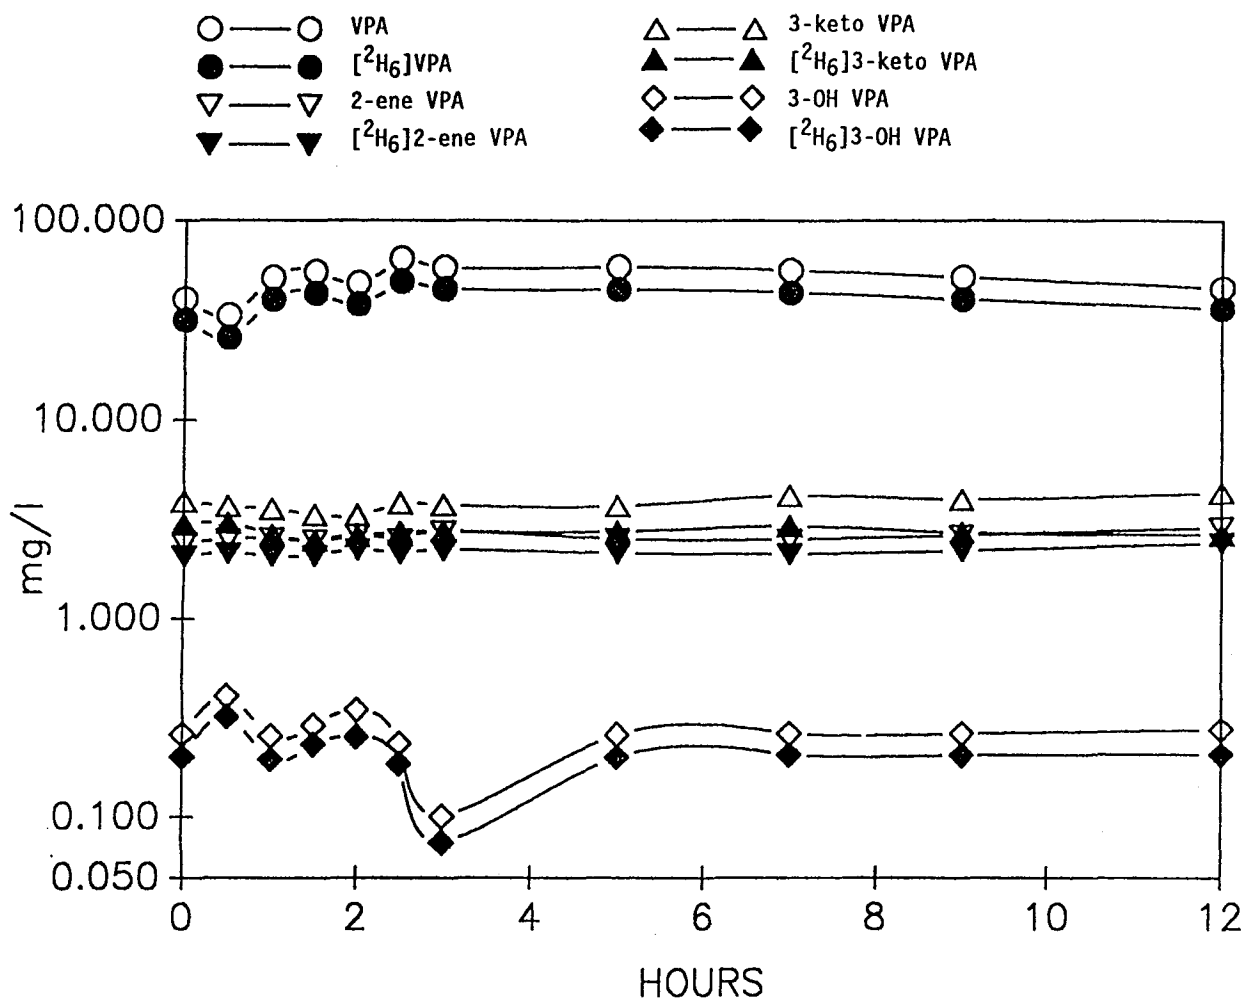 VPA
[²H₆]VPA
2-ene VPA
[²H₆]2-ene VPA
3-keto VPA
[²H₆]3-keto VPA
3-OH VPA
[²H₆]3-OH VPA
100.000
10.000
1.000
0.100
0.050
mg/l
0 2 4 6 8 10 12
HOURS